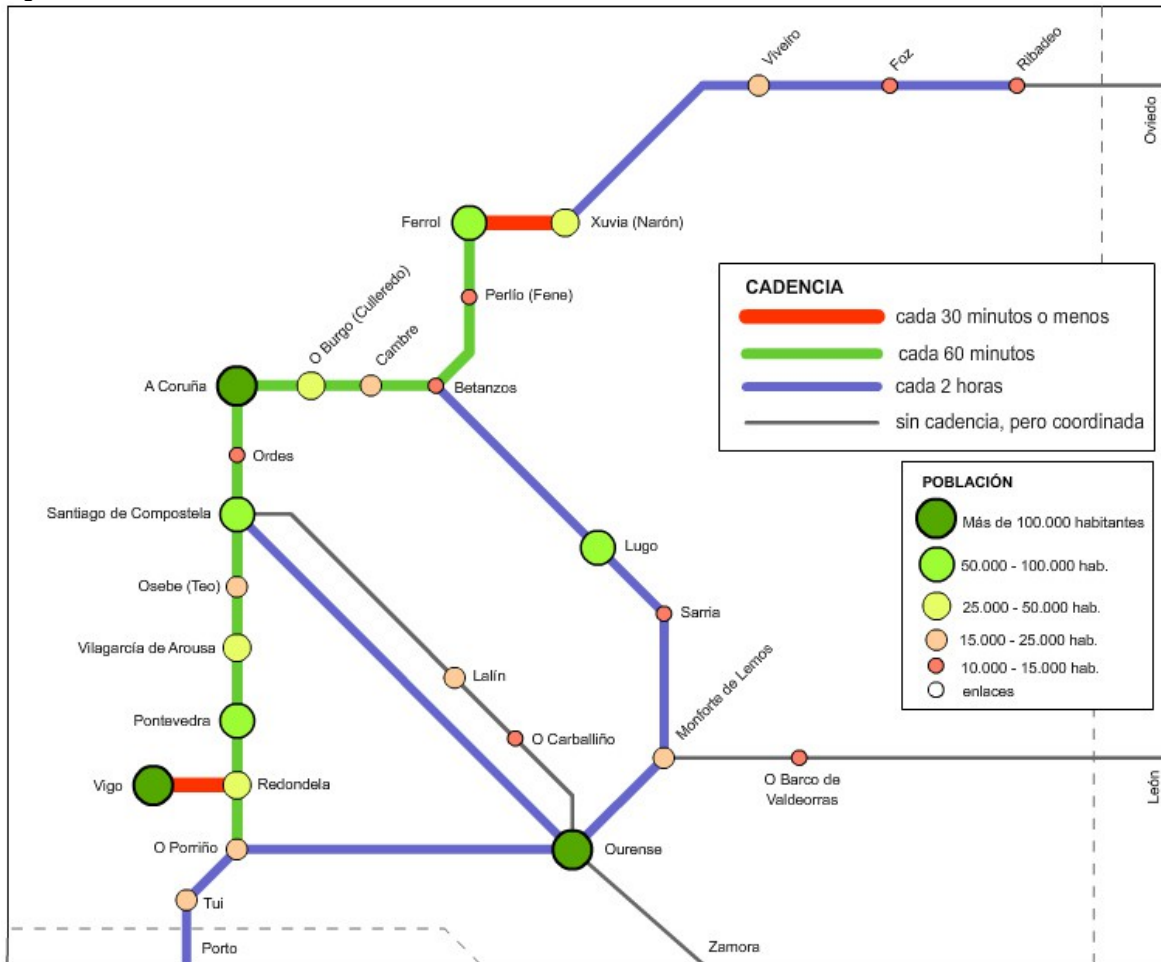 Viveiro
Foz
Ribadeo
Oviedo
Ferrol
Xuvia (Narón)
Perlío (Fene)
O Burgo (Culleredo)
Cambre
A Coruña
Betanzos
CADENCIA
cada 30 minutos o menos
cada 60 minutos
cada 2 horas
sin cadencia, pero coordinada
Ordes
POBLACIÓN
Más de 100.000 habitantes
50.000 - 100.000 hab.
25.000 - 50.000 hab.
15.000 - 25.000 hab.
10.000 - 15.000 hab.
enlaces
Santiago de Compostela
Lugo
Osebe (Teo)
Sarria
Vilagarcía de Arousa
Lalín
Monforte de Lemos
Pontevedra
O Carballiño
Vigo
Redondela
O Barco de
Valdeorras
León
O Porriño
Ourense
Tui
Porto
Zamora